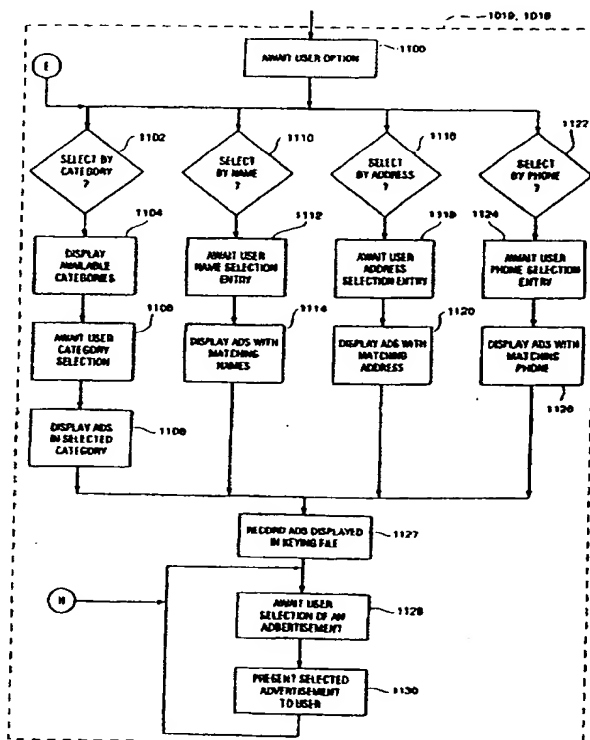 1019, 1018
AWAIT USER OPTION
1100
E
SELECT BY CATEGORY ?
1102
SELECT BY NAME ?
1110
SELECT BY ADDRESS ?
1116
SELECT BY PHONE ?
1122
DISPLAY AVAILABLE CATEGORIES
1104
AWAIT USER NAME SELECTION ENTRY
1112
AWAIT USER ADDRESS SELECTION ENTRY
1118
AWAIT USER PHONE SELECTION ENTRY
1124
AWAIT USER CATEGORY SELECTION
1106
DISPLAY ADS WITH MATCHING NAMES
1114
DISPLAY ADS WITH MATCHING ADDRESS
1120
DISPLAY ADS WITH MATCHING PHONE
1126
DISPLAY ADS IN SELECTED CATEGORY
1108
RECORD ADS DISPLAYED IN KEYING FILE
1127
AWAIT USER SELECTION OF AN ADBERTISEMENT
1128
PRESENT SELECTED ADVERTISEMENT TO USER
1130